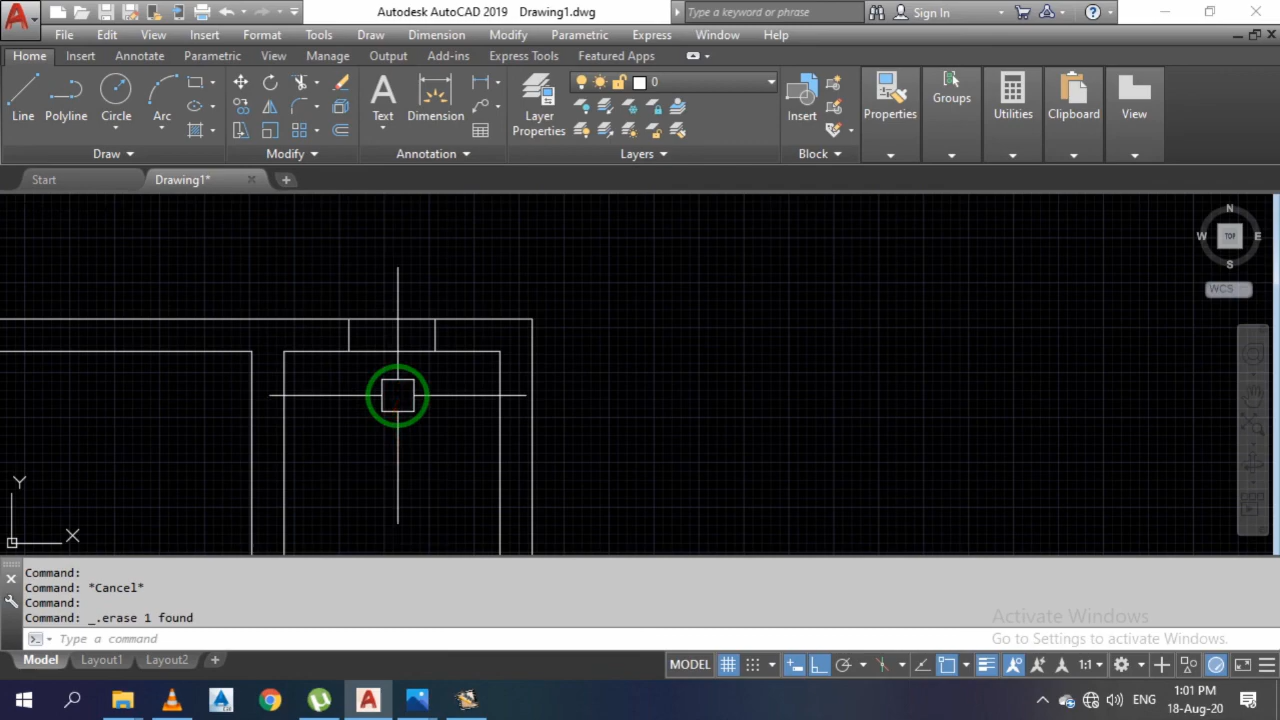 Autodesk AutoCAD 2019 Drawing1.dwg
Type a keyword or phrase
Sign In
File Edit View Insert Format Tools Draw Dimension Modify Parametric Express Window Help
Home Insert Annotate Parametric View Manage Output Add-ins Express Tools Featured Apps
Line Polyline Circle Arc
Text Dimension
Layer Properties
0
Insert
Properties Groups Utilities Clipboard View
Draw Modify Annotation Layers Block
Start Drawing1*
N
W TOP E
S
WCS
Y
X
Command:
Command: *Cancel*
Command:
Command: _.erase 1 found
Type a command
Activate Windows
Go to Settings to activate Windows.
Model Layout1 Layout2
MODEL 1:1
ENG
1:01 PM
18-Aug-20